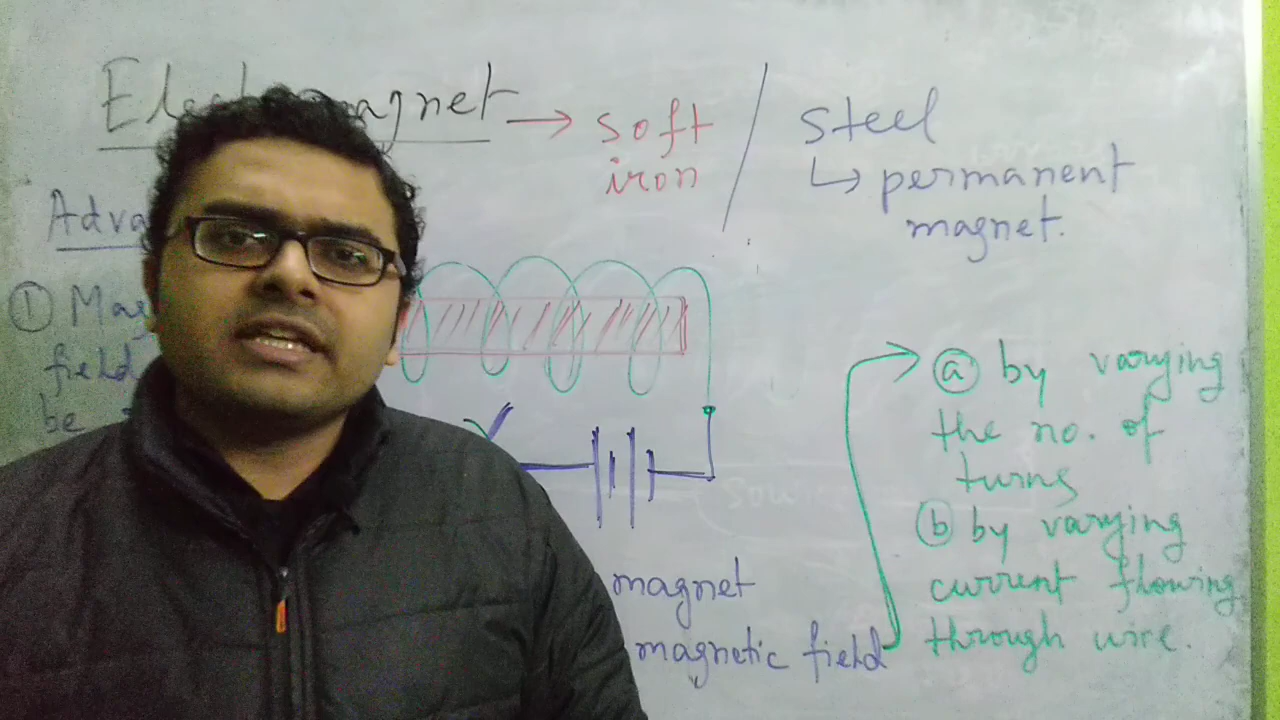 Electromagnet → soft iron / steel
↳ permanent
magnet.
① 
field
be
magnet
magnetic field
ⓐ by varying
the no. of
turns
ⓑ by varying
current flowing
through wire.